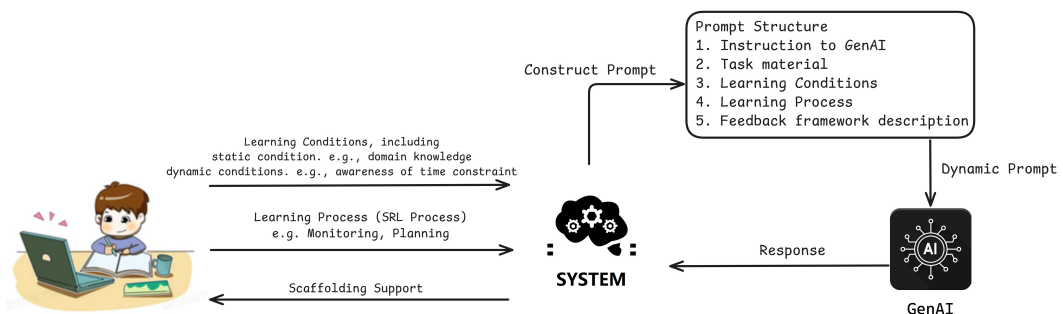 Prompt Structure
1. Instruction to GenAI
2. Task material
3. Learning Conditions
4. Learning Process
5. Feedback framework description
Construct Prompt
Learning Conditions, including
static condition. e.g., domain knowledge
dynamic conditions. e.g., awareness of time constraint
Dynamic Prompt
Learning Process (SRL Process)
e.g. Monitoring, Planning
Response
AI
SYSTEM
Scaffolding Support
GenAI